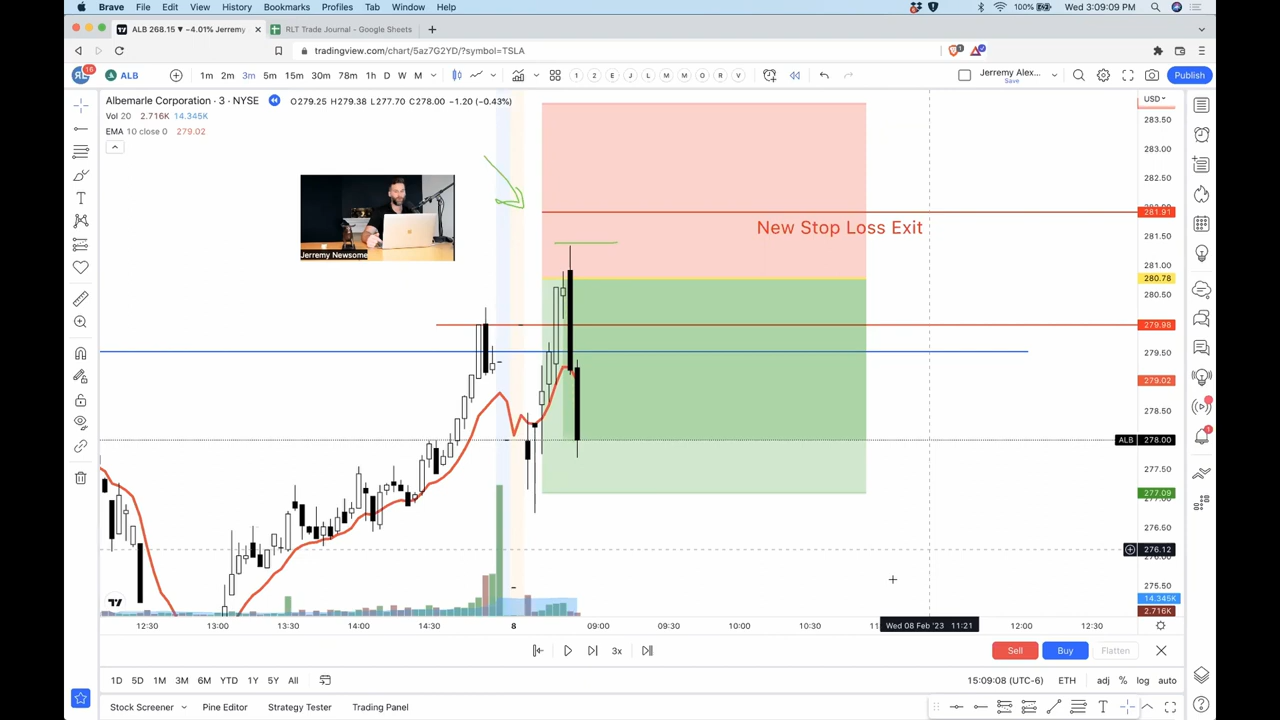 Brave File Edit View History Bookmarks Profiles Tab Window Help 100% Wed 3:09:09 PM
ALB 268.15 ▼ −4.01% Jerremy RLT Trade Journal - Google Sheets
tradingview.com/chart/5az7G2YD/?symbol=TSLA
16 ALB 1m 2m 3m 5m 15m 30m 78m 1h D W M 1 2 E J L M M O R V Jerremy Alex... Save Publish
Albemarle Corporation · 3 · NYSE O279.25 H279.38 L277.70 C278.00 −1.20 (−0.43%) USD
Vol 20 2.716K 14.345K
EMA 10 close 0 279.02
283.50
283.00
282.50
281.91
New Stop Loss Exit
281.50
Jerremy Newsome
281.00
280.78
280.50
279.98
279.50
279.02
278.50
ALB 278.00
277.50
277.09
276.50
276.12
275.50
14.345K
2.716K
12:30 13:00 13:30 14:00 14:30 8 09:00 09:30 10:00 10:30 Wed 08 Feb '23 11:21 12:00 12:30
3x Sell Buy Flatten
1D 5D 1M 3M 6M YTD 1Y 5Y All 15:09:08 (UTC-6) ETH adj % log auto
Stock Screener Pine Editor Strategy Tester Trading Panel